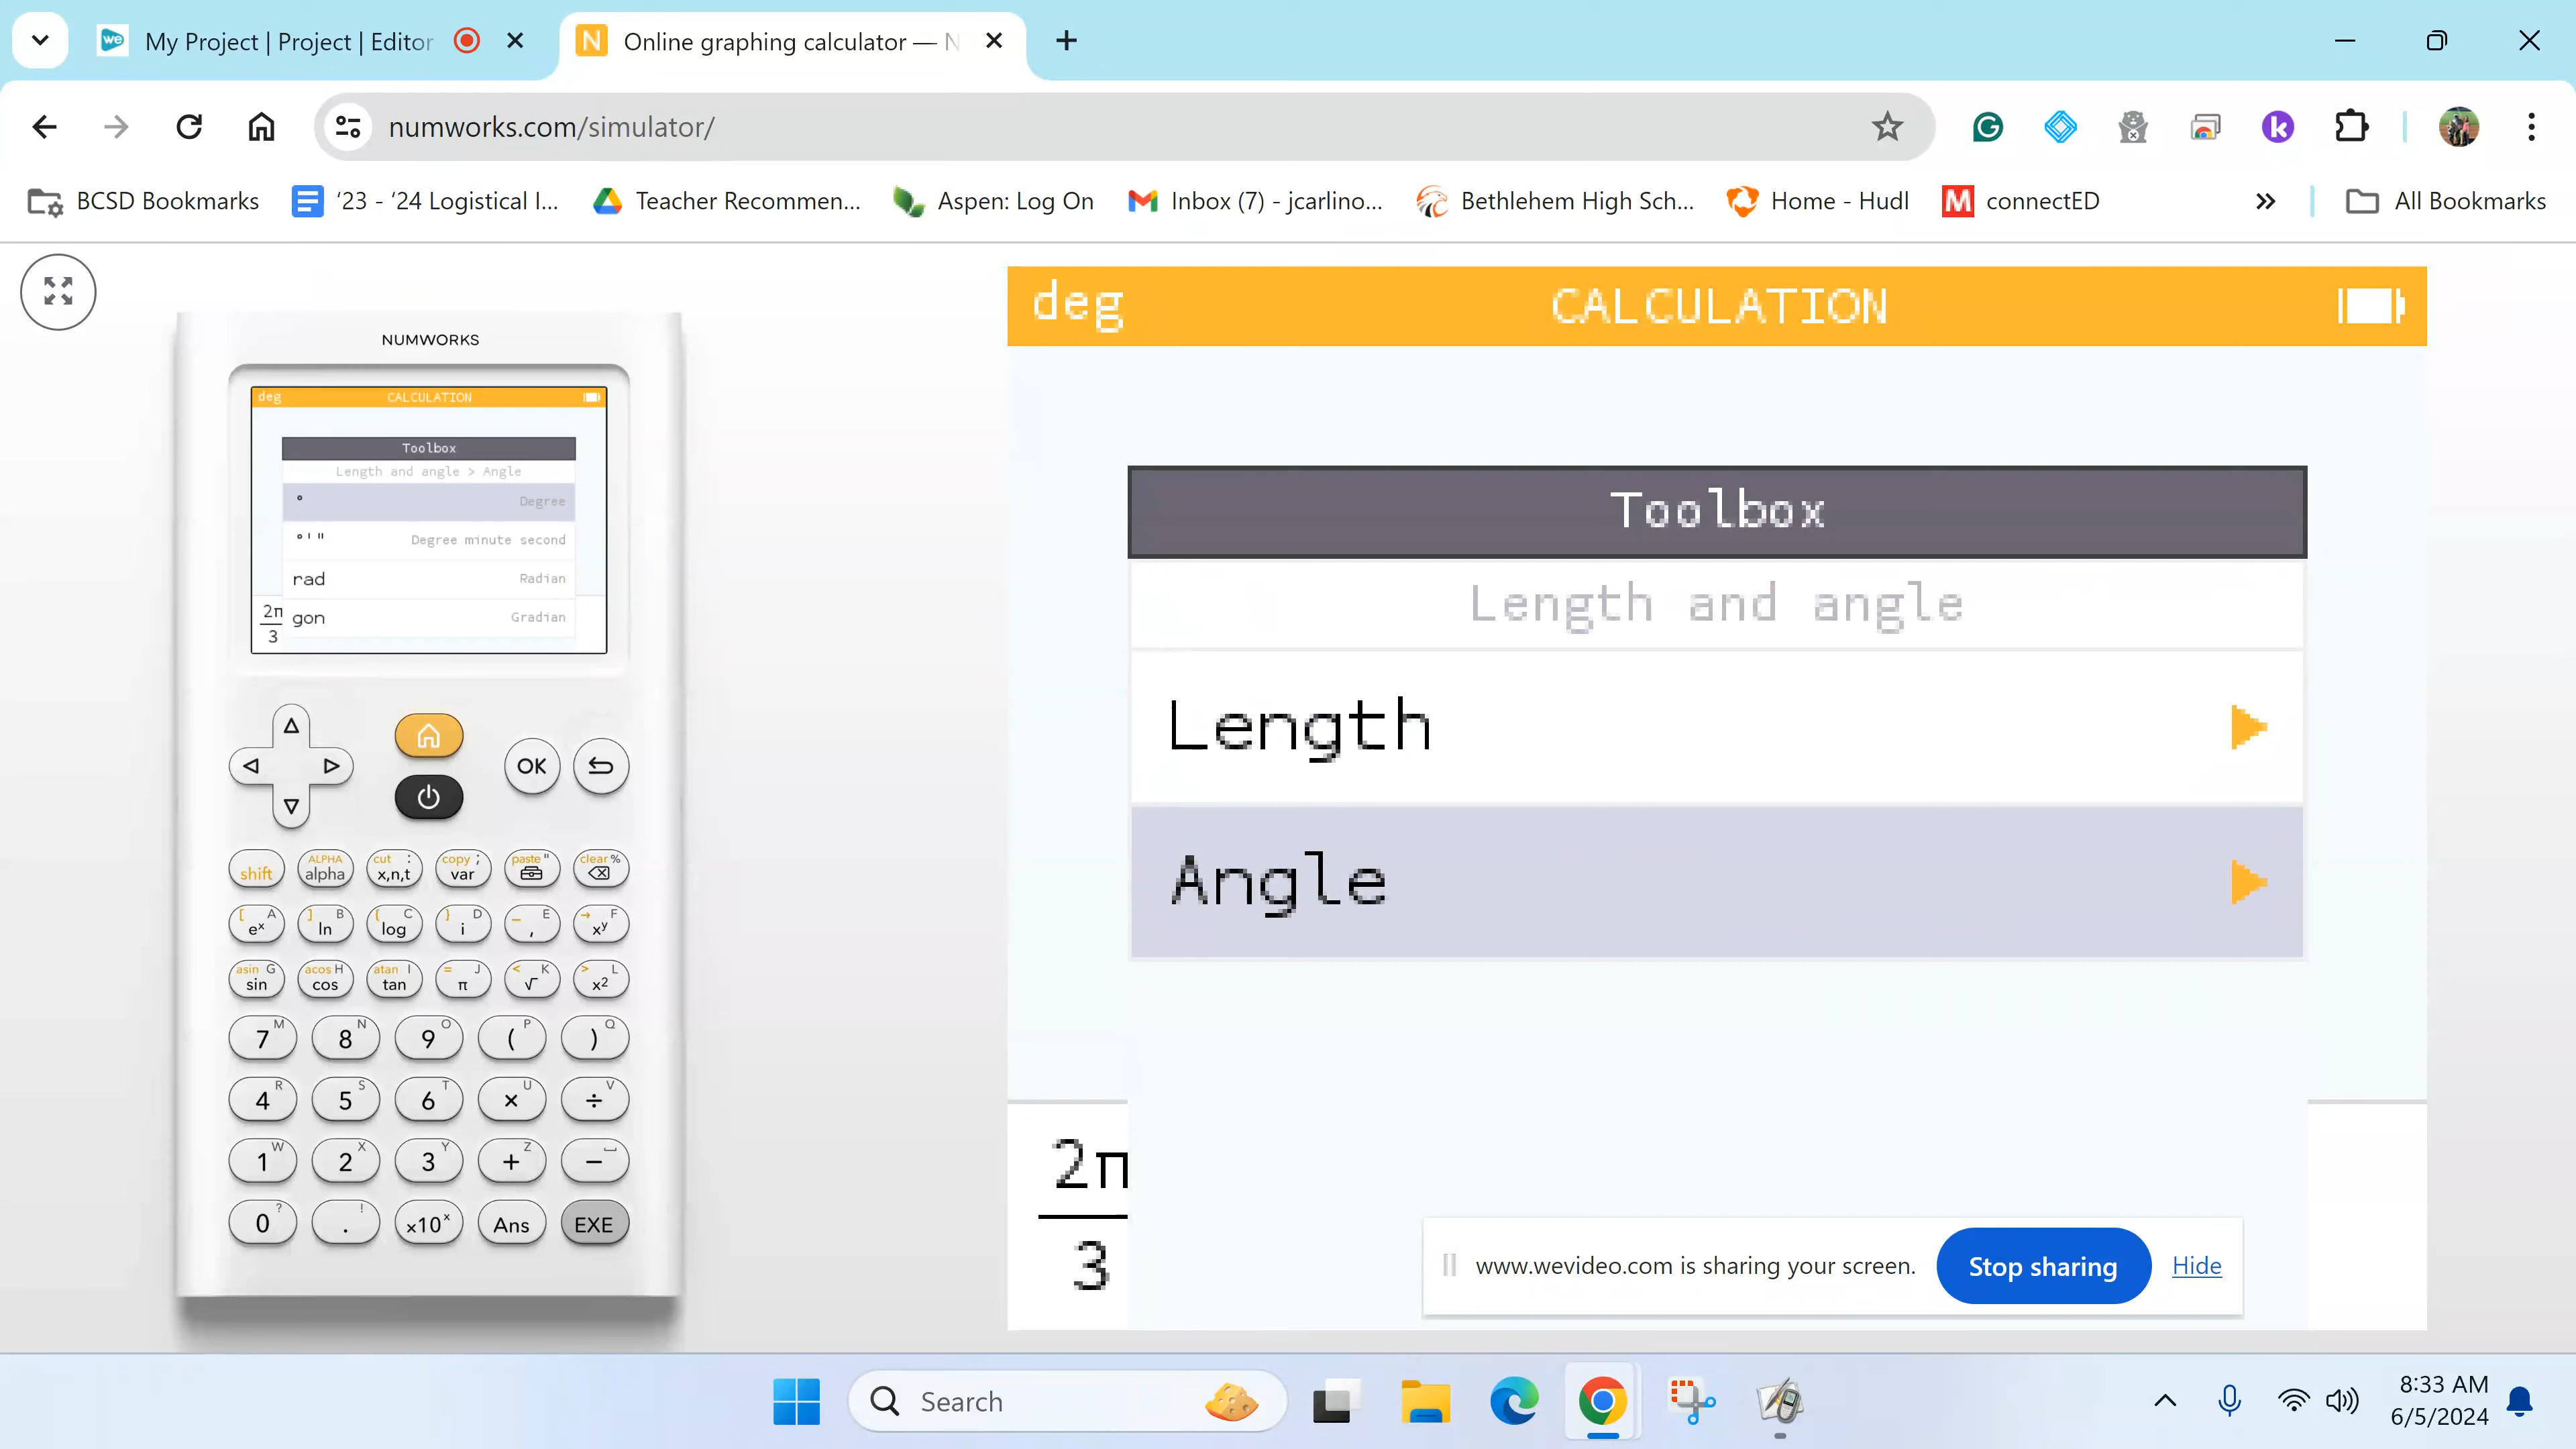 My Project | Project | Editor
Online graphing calculator — N
numworks.com/simulator/
BCSD Bookmarks
'23 - '24 Logistical I...
Teacher Recommen...
Aspen: Log On
Inbox (7) - jcarlino...
Bethlehem High Sch...
Home - Hudl
connectED
All Bookmarks
NUMWORKS
deg CALCULATION
Toolbox
Length and angle > Angle
° Degree
°'" Degree minute second
rad Radian
gon Gradian
2π
3
OK
shift
ALPHA alpha
cut : x,n,t
copy ; var
paste "
clear %
[ A eˣ
] B ln
{ C log
} D i
_ E ,
→ F xʸ
asin G sin
acos H cos
atan I tan
= J π
< K √
> L x²
7 M 8 N 9 O ( P ) Q
4 R 5 S 6 T × U ÷ V
1 W 2 X 3 Y + Z −
0 ? . ! ×10ˣ Ans EXE
deg CALCULATION
Toolbox
Length and angle
Length
Angle
2π
3
www.wevideo.com is sharing your screen. Stop sharing Hide
Search
8:33 AM
6/5/2024